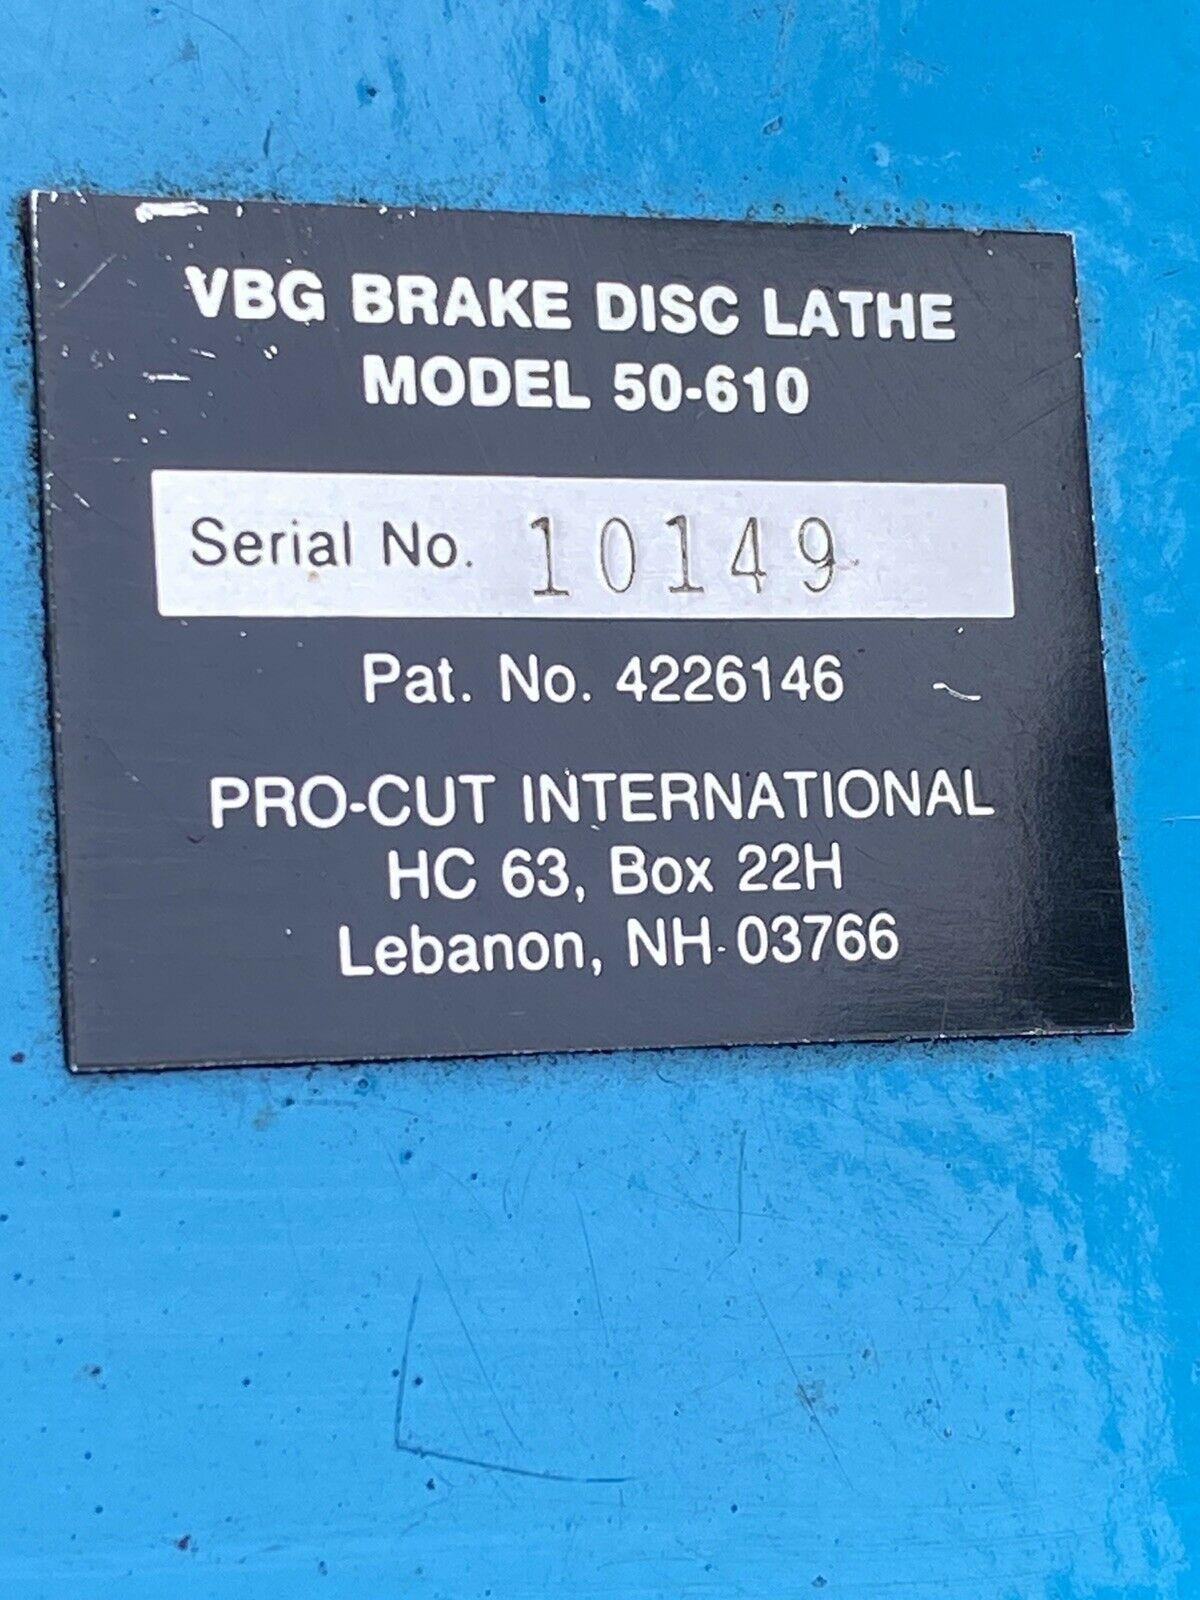 VBG BRAKE DISC LATHE
MODEL 50-610
Serial No. 10149
Pat. No. 4226146
PRO-CUT INTERNATIONAL
HC 63, Box 22H
Lebanon, NH 03766